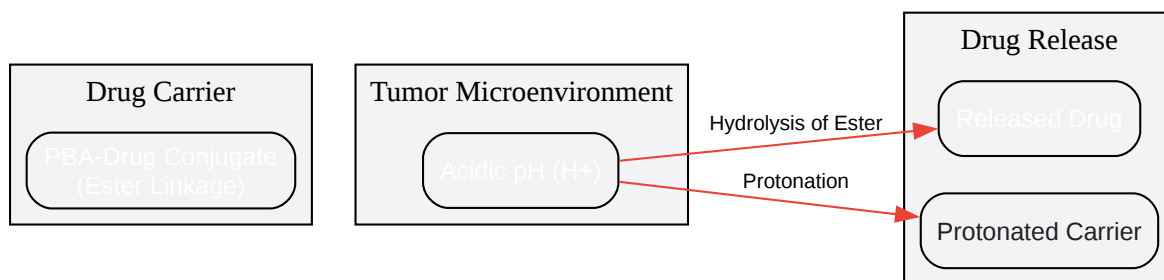 Drug Carrier
PBA-Drug Conjugate
(Ester Linkage)
Tumor Microenvironment
Acidic pH (H+)
Hydrolysis of Ester
Protonation
Drug Release
Released Drug
Protonated Carrier